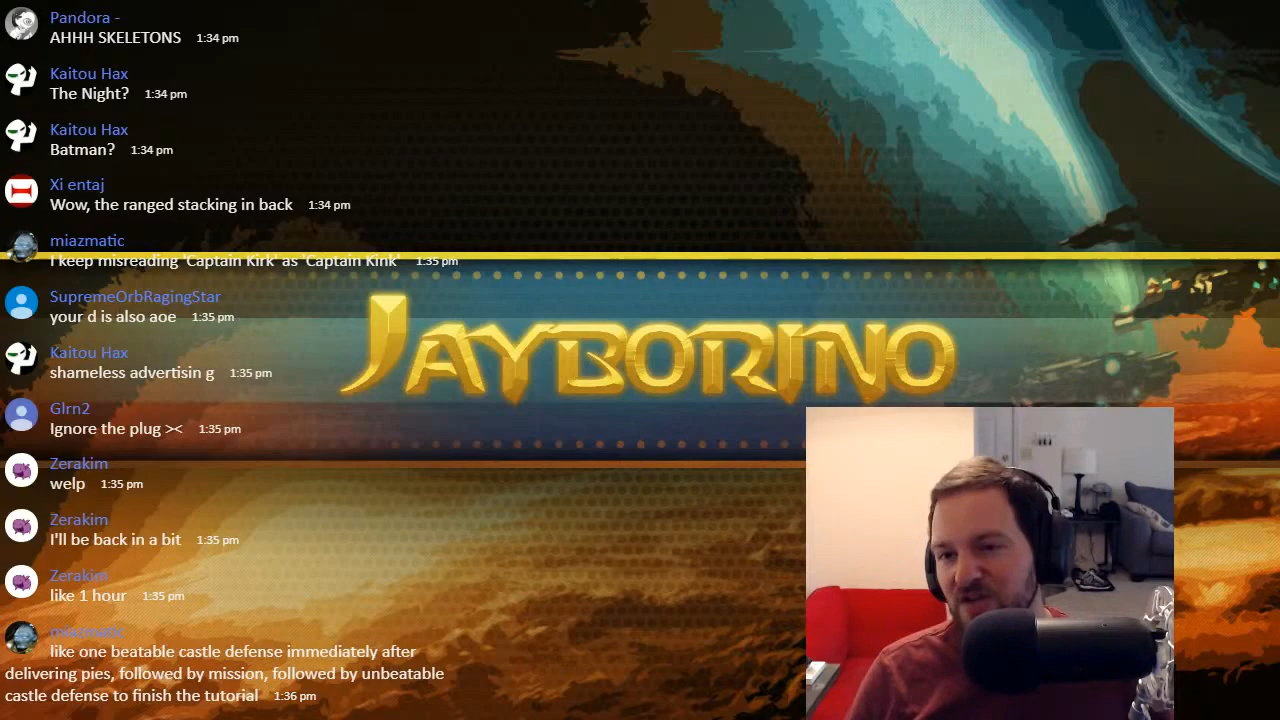 Pandora -
AHHH SKELETONS 1:34 pm
Kaitou Hax
The Night? 1:34 pm
Kaitou Hax
Batman? 1:34 pm
Xi entaj
Wow, the ranged stacking in back 1:34 pm
miazmatic
I keep misreading 'Captain Kirk' as 'Captain Kink' 1:35 pm
SupremeOrbRagingStar
your d is also aoe 1:35 pm
Kaitou Hax
shameless advertisin g 1:35 pm
Glrn2
Ignore the plug >< 1:35 pm
Zerakim
welp 1:35 pm
Zerakim
I'll be back in a bit 1:35 pm
Zerakim
like 1 hour 1:35 pm
miazmatic
like one beatable castle defense immediately after
delivering pies, followed by mission, followed by unbeatable
castle defense to finish the tutorial 1:36 pm
JAYBORINO